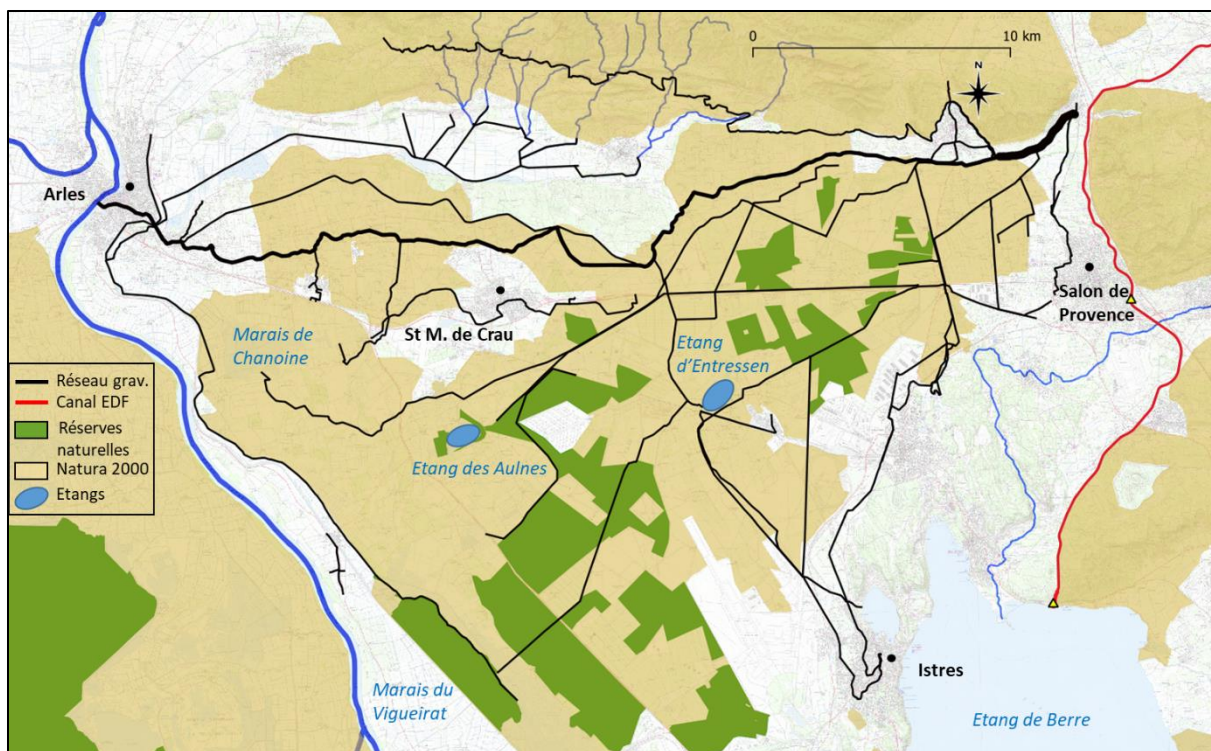 0 10 km
N
Arles
Salon de
Provence
St M. de Crau
Marais de
Chanoine
Etang
d'Entressen
Réseau grav.
Canal EDF
Réserves
naturelles
Natura 2000
Etangs
Etang des Aulnes
Istres
Marais du
Vigueirat
Etang de Berre